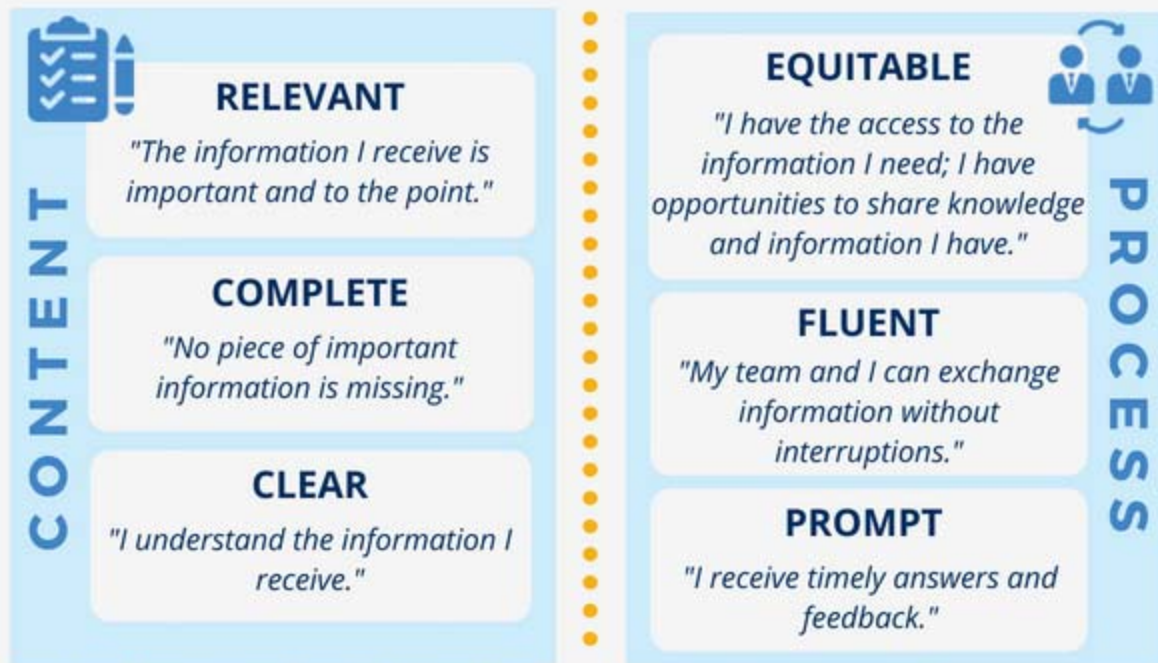 CONTENT
RELEVANT
"The information I receive is
important and to the point."
COMPLETE
"No piece of important
information is missing."
CLEAR
"I understand the information I
receive."
PROCESS
EQUITABLE
"I have the access to the
information I need; I have
opportunities to share knowledge
and information I have."
FLUENT
"My team and I can exchange
information without
interruptions."
PROMPT
"I receive timely answers and
feedback."